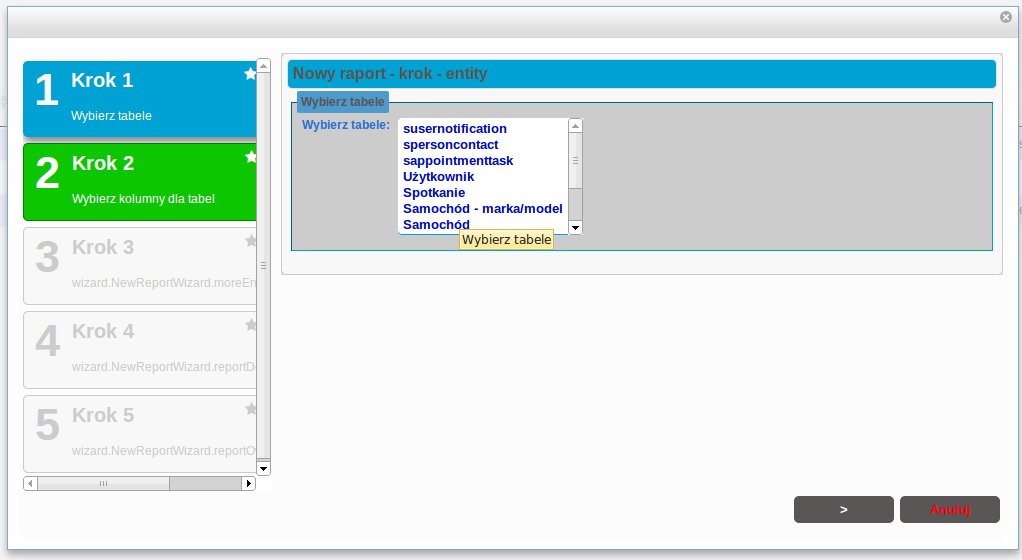 1
Krok 1
Wybierz tabele
2
Krok 2
Wybierz kolumny dla tabel
3
Krok 3
wizard.NewReportWizard.moreEn
4
Krok 4
wizard.NewReportWizard.reportD
5
Krok 5
wizard.NewReportWizard.reportO
Nowy raport - krok - entity
Wybierz tabele
Wybierz tabele:
susernotification
spersoncontact
sappointmenttask
Użytkownik
Spotkanie
Samochód - marka/model
Samochód
Wybierz tabele
>
Anuluj